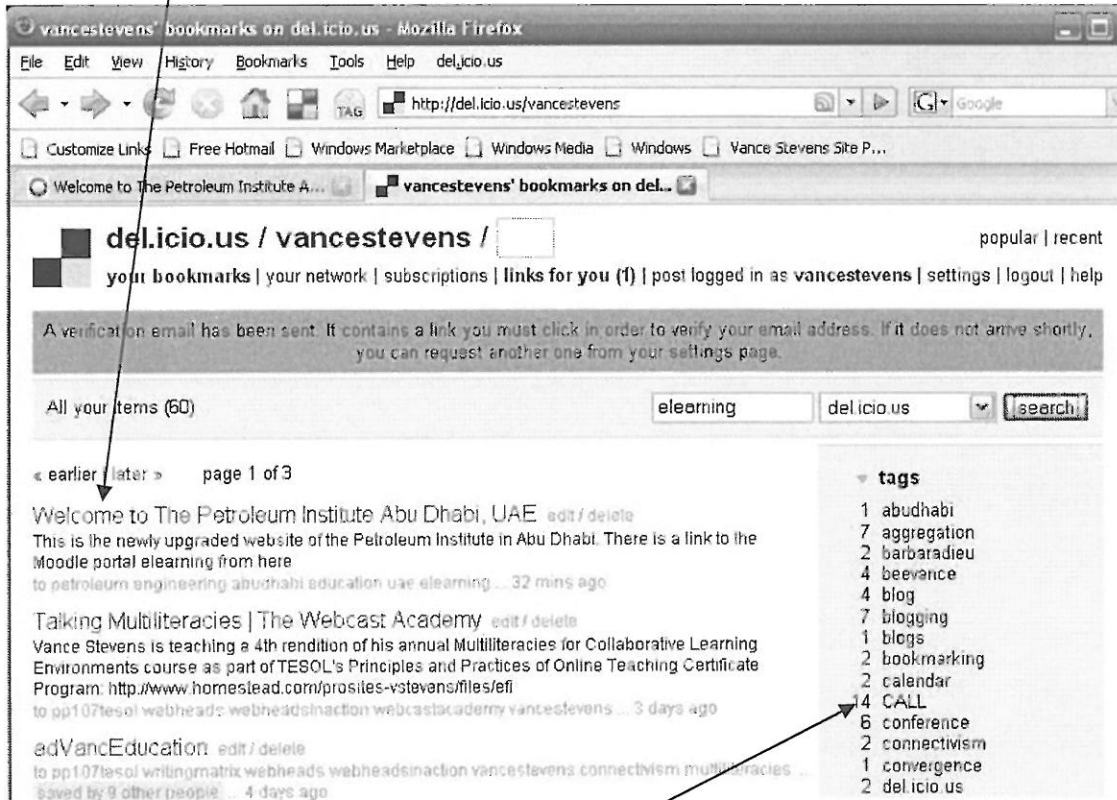 vancestevens' bookmarks on del.icio.us - Mozilla Firefox
File Edit View History Bookmarks Tools Help del.icio.us
TAG http://del.icio.us/vancestevens G Google
Customize Links Free Hotmail Windows Marketplace Windows Media Windows Vance Stevens Site P...
Welcome to The Petroleum Institute A... vancestevens' bookmarks on del...
del.icio.us / vancestevens /
popular | recent
your bookmarks | your network | subscriptions | links for you (1) | post logged in as vancestevens | settings | logout | help
A verification email has been sent. It contains a link you must click in order to verify your email address. If it does not arrive shortly,
you can request another one from your settings page.
All your items (60) elearning del.icio.us search
« earlier | later » page 1 of 3
Welcome to The Petroleum Institute Abu Dhabi, UAE edit / delete
This is the newly upgraded website of the Petroleum Institute in Abu Dhabi. There is a link to the
Moodle portal elearning from here
to petroleum engineering abudhabi education uae elearning ... 32 mins ago
Talking Multiliteracies | The Webcast Academy edit / delete
Vance Stevens is teaching a 4th rendition of his annual Multiliteracies for Collaborative Learning
Environments course as part of TESOL's Principles and Practices of Online Teaching Certificate
Program: http://www.homestead.com/prosites-vstevens/files/efi
to pp107tesol webheads webheadsinaction webcastacademy vancestevens ... 3 days ago
adVancEducation edit / delete
to pp107tesol writingmatrix webheads webheadsinaction vancestevens connectivism multiliteracies ...
saved by 9 other people ... 4 days ago
tags
1 abudhabi
7 aggregation
2 barbaradieu
4 beevance
4 blog
7 blogging
1 blogs
2 bookmarking
2 calendar
14 CALL
6 conference
2 connectivism
1 convergence
2 del.icio.us